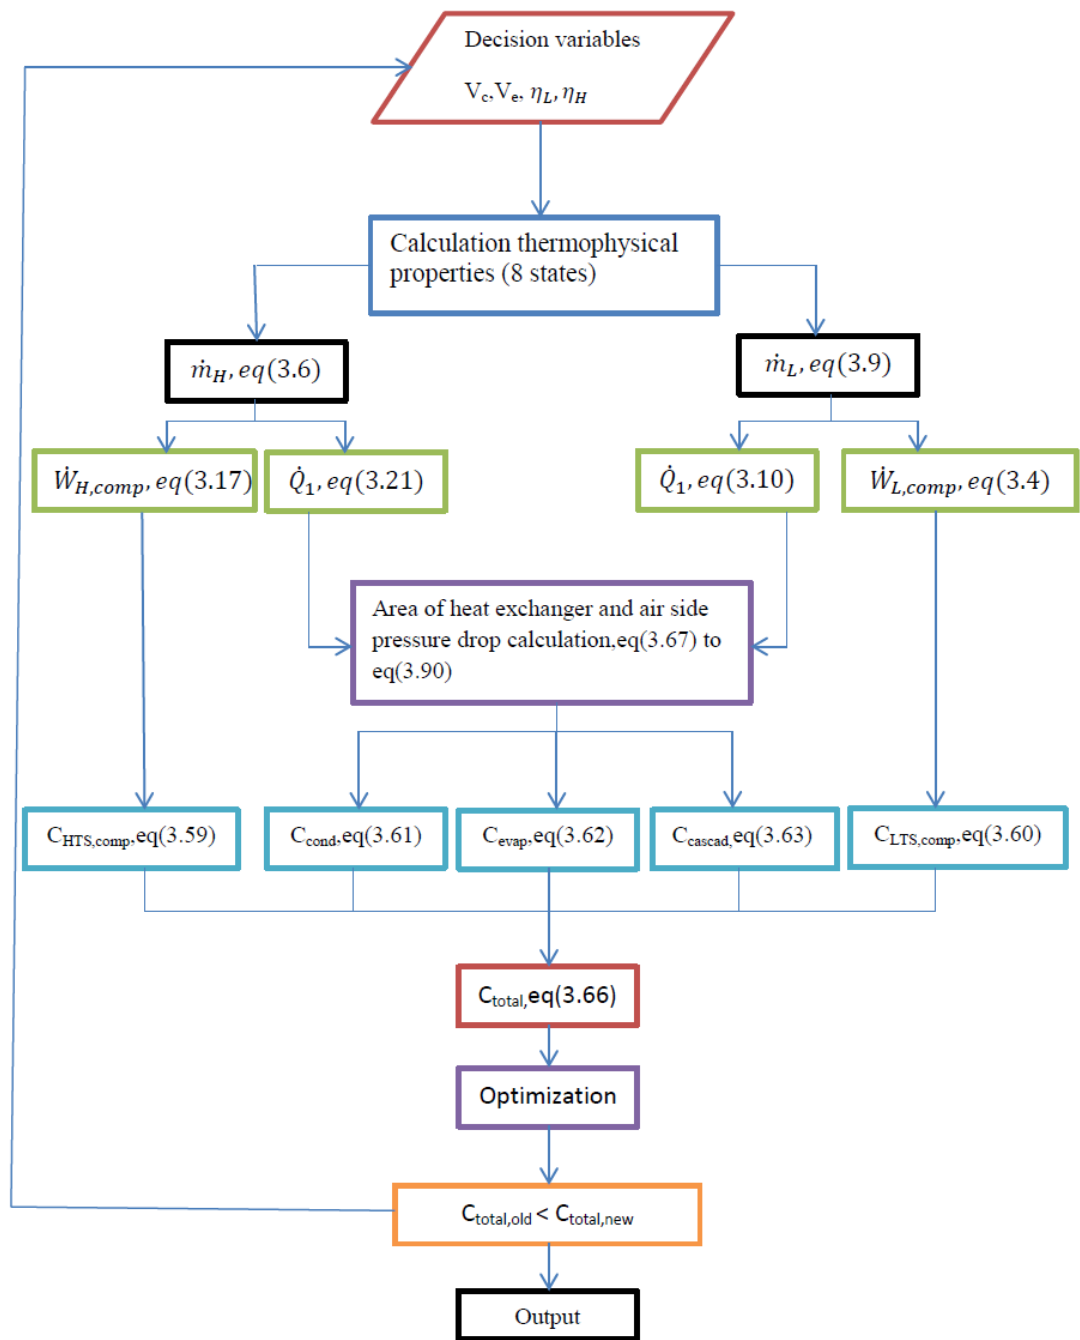 Decision variables
V_c,V_e, η_L, η_H
Calculation thermophysical
properties (8 states)
ṁ_H, eq(3.6)
ṁ_L, eq(3.9)
Ẇ_H,comp, eq(3.17)
Q̇_1, eq(3.21)
Q̇_1, eq(3.10)
Ẇ_L,comp, eq(3.4)
Area of heat exchanger and air side
pressure drop calculation,eq(3.67) to
eq(3.90)
C_HTS,comp,eq(3.59)
C_cond,eq(3.61)
C_evap,eq(3.62)
C_cascad,eq(3.63)
C_LTS,comp,eq(3.60)
C_total,eq(3.66)
Optimization
C_total,old < C_total,new
Output